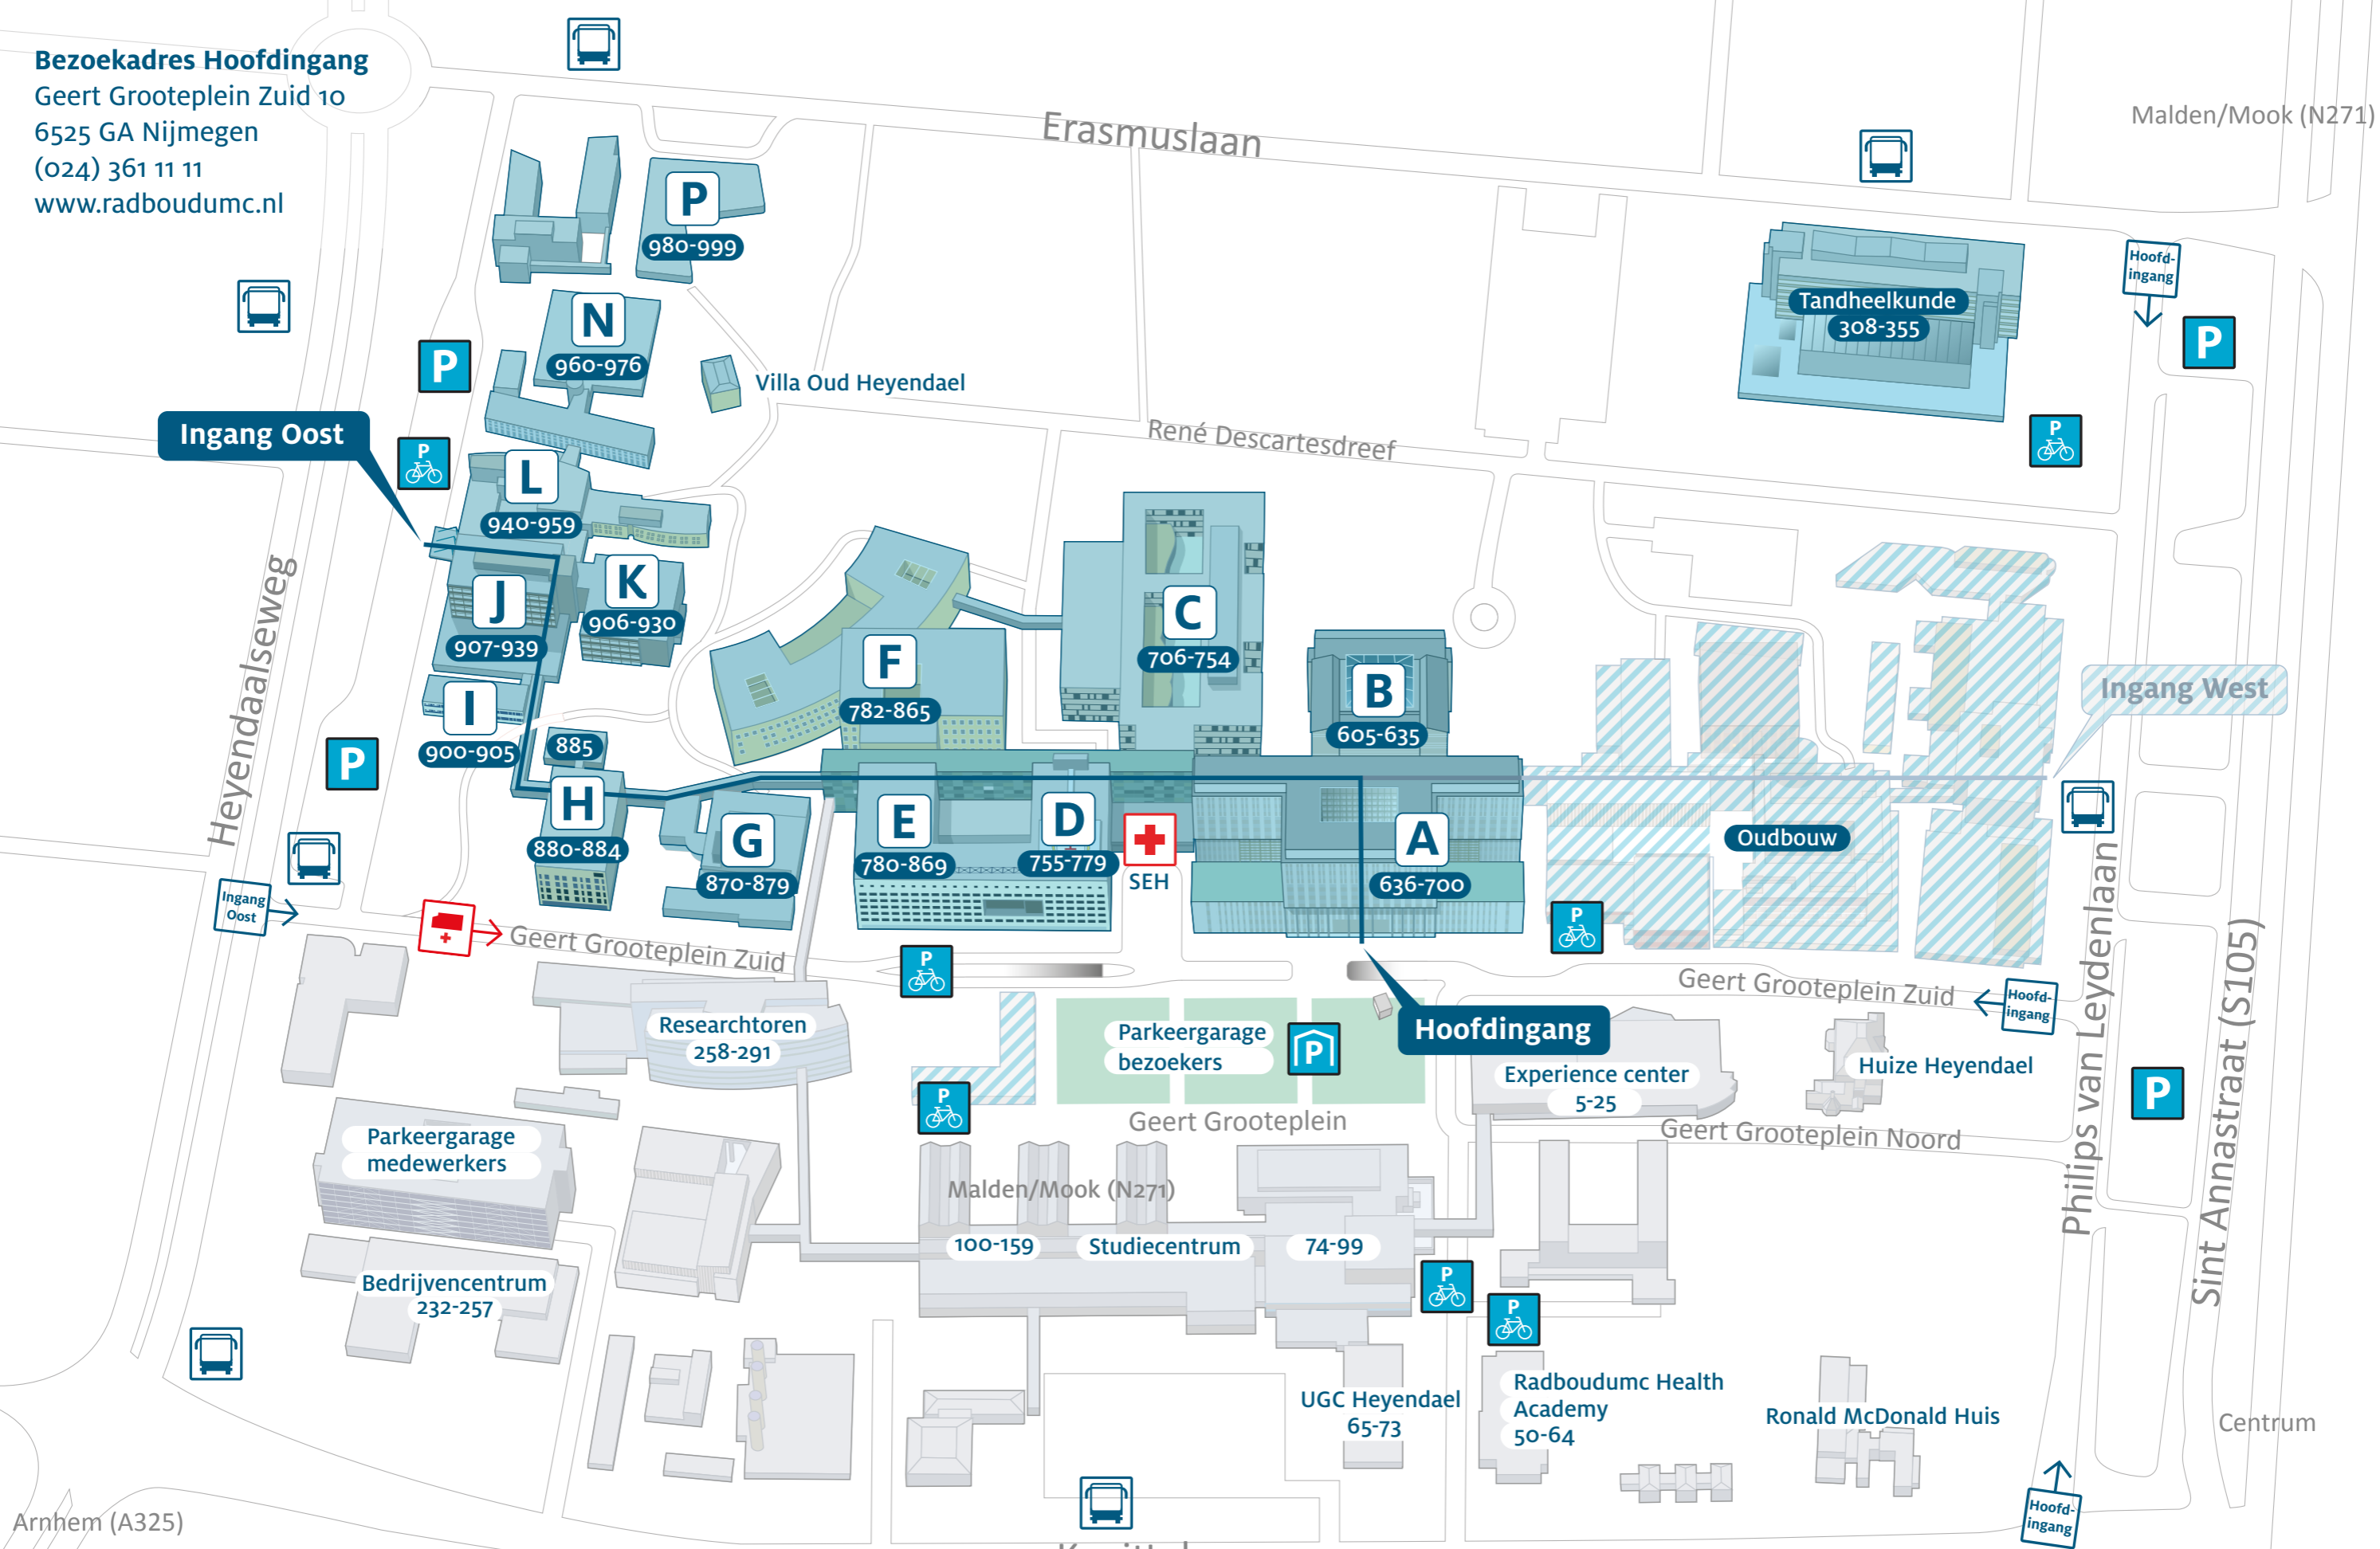 Bezoekadres Hoofdingang
Geert Grooteplein Zuid 10
6525 GA Nijmegen
(024) 361 11 11
www.radboudumc.nl
Erasmuslaan
Malden/Mook (N271)
P
980-999
N
960-976
P
Villa Oud Heyendael
Tandheelkunde
308-355
Hoofd-
ingang
P
P
Ingang Oost
P
René Descartesdreef
L
940-959
J
907-939
K
906-930
I
900-905
885
H
880-884
G
870-879
F
782-865
C
706-754
B
605-635
E
780-869
D
755-779
SEH
A
636-700
Oudbouw
Ingang West
P
Heyendaalseweg
Ingang
Oost
Geert Grooteplein Zuid
P
P
Geert Grooteplein Zuid
Hoofd-
ingang
Philips van Leydenlaan
Sint Annastraat (S105)
Hoofdingang
Researchtoren
258-291
Parkeergarage
bezoekers
P
Experience center
5-25
Huize Heyendael
P
P
Geert Grooteplein
Geert Grooteplein Noord
Parkeergarage
medewerkers
Malden/Mook (N271)
100-159
Studiecentrum
74-99
Bedrijvencentrum
232-257
P
P
UGC Heyendael
65-73
Radboudumc Health
Academy
50-64
Ronald McDonald Huis
Centrum
Hoofd-
ingang
Arnhem (A325)